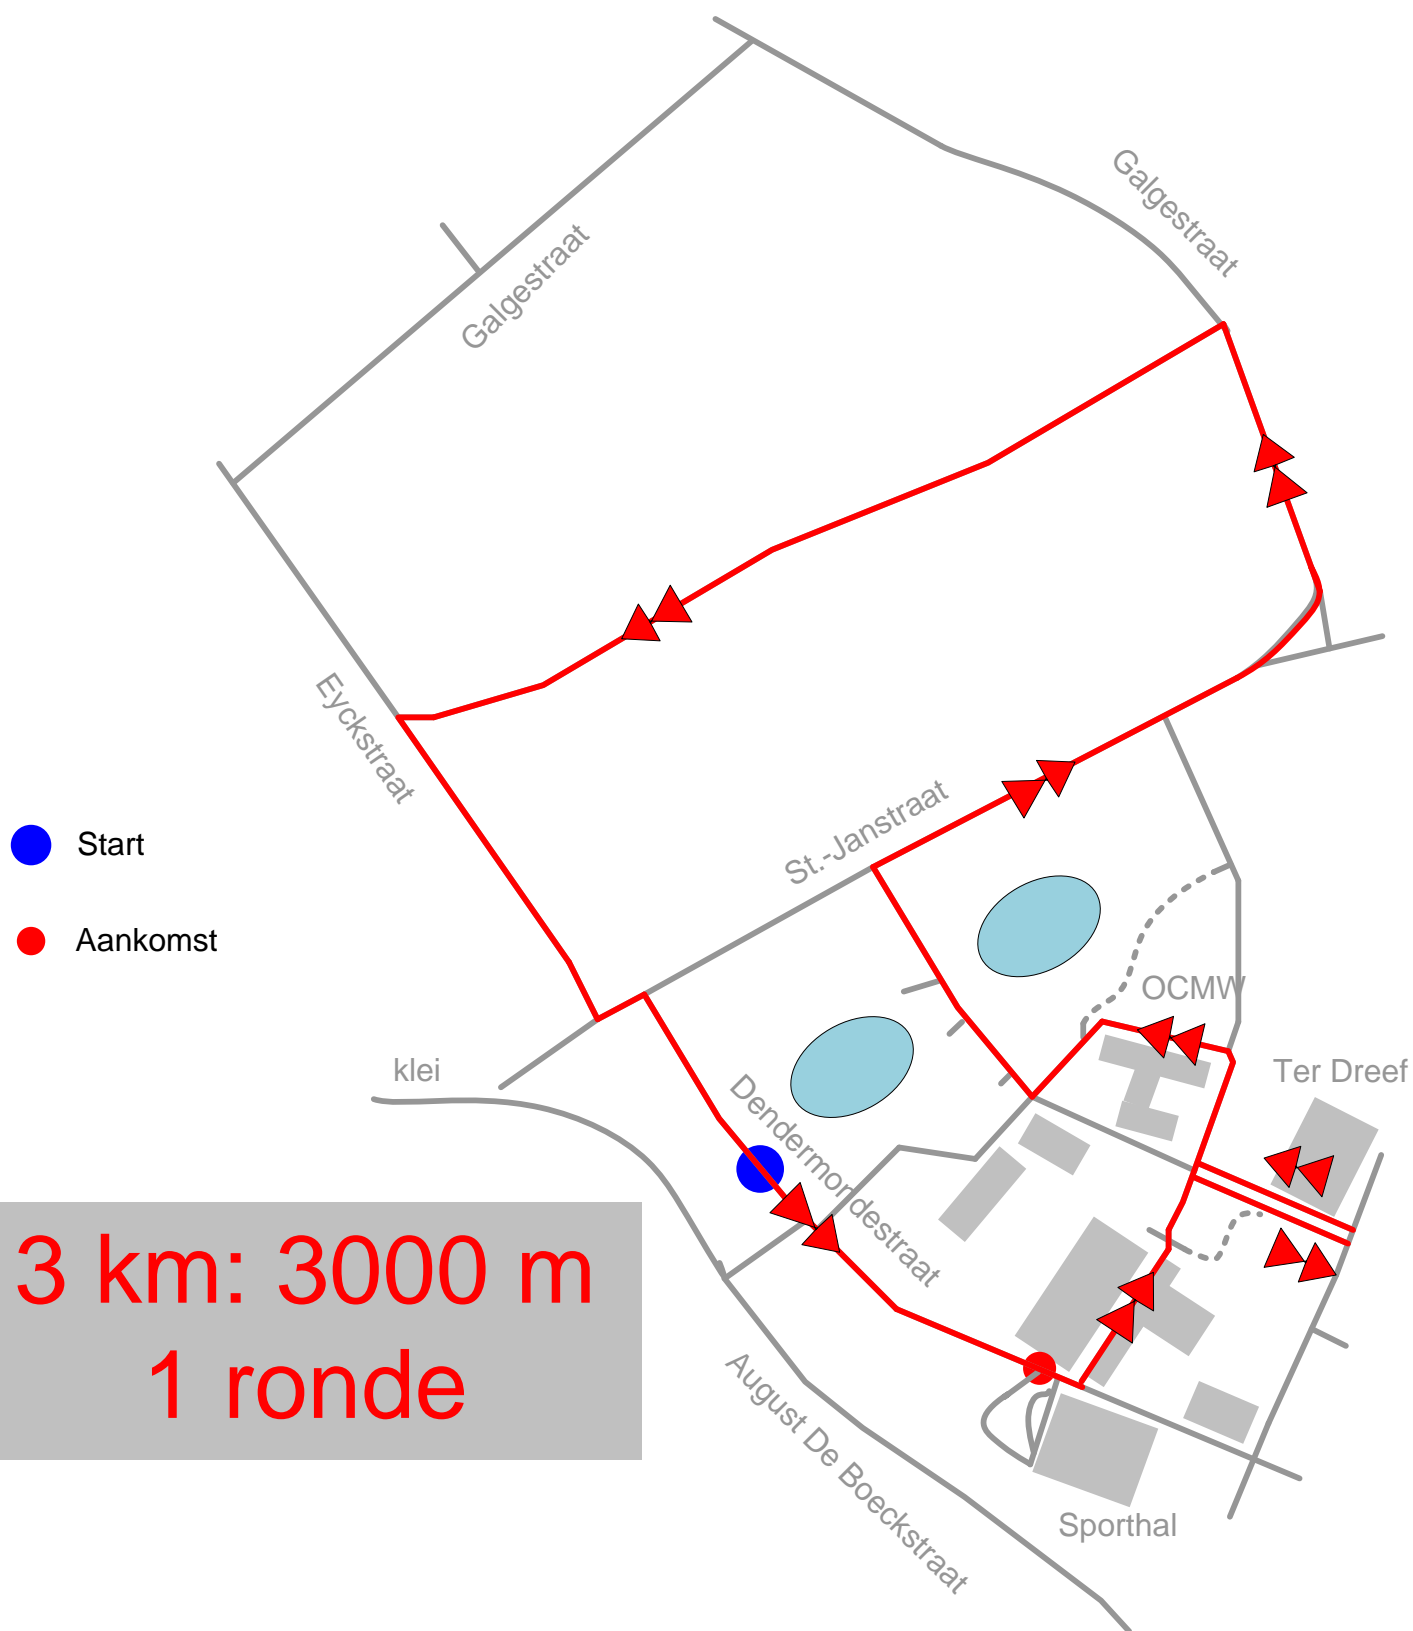 Galgestraat
Galgestraat
Eyckstraat
St.-Janstraat
Start
Aankomst
OCMW
klei
Ter Dreef
Dendermondestraat
3 km: 3000 m
1 ronde
August De Boeckstraat
Sporthal